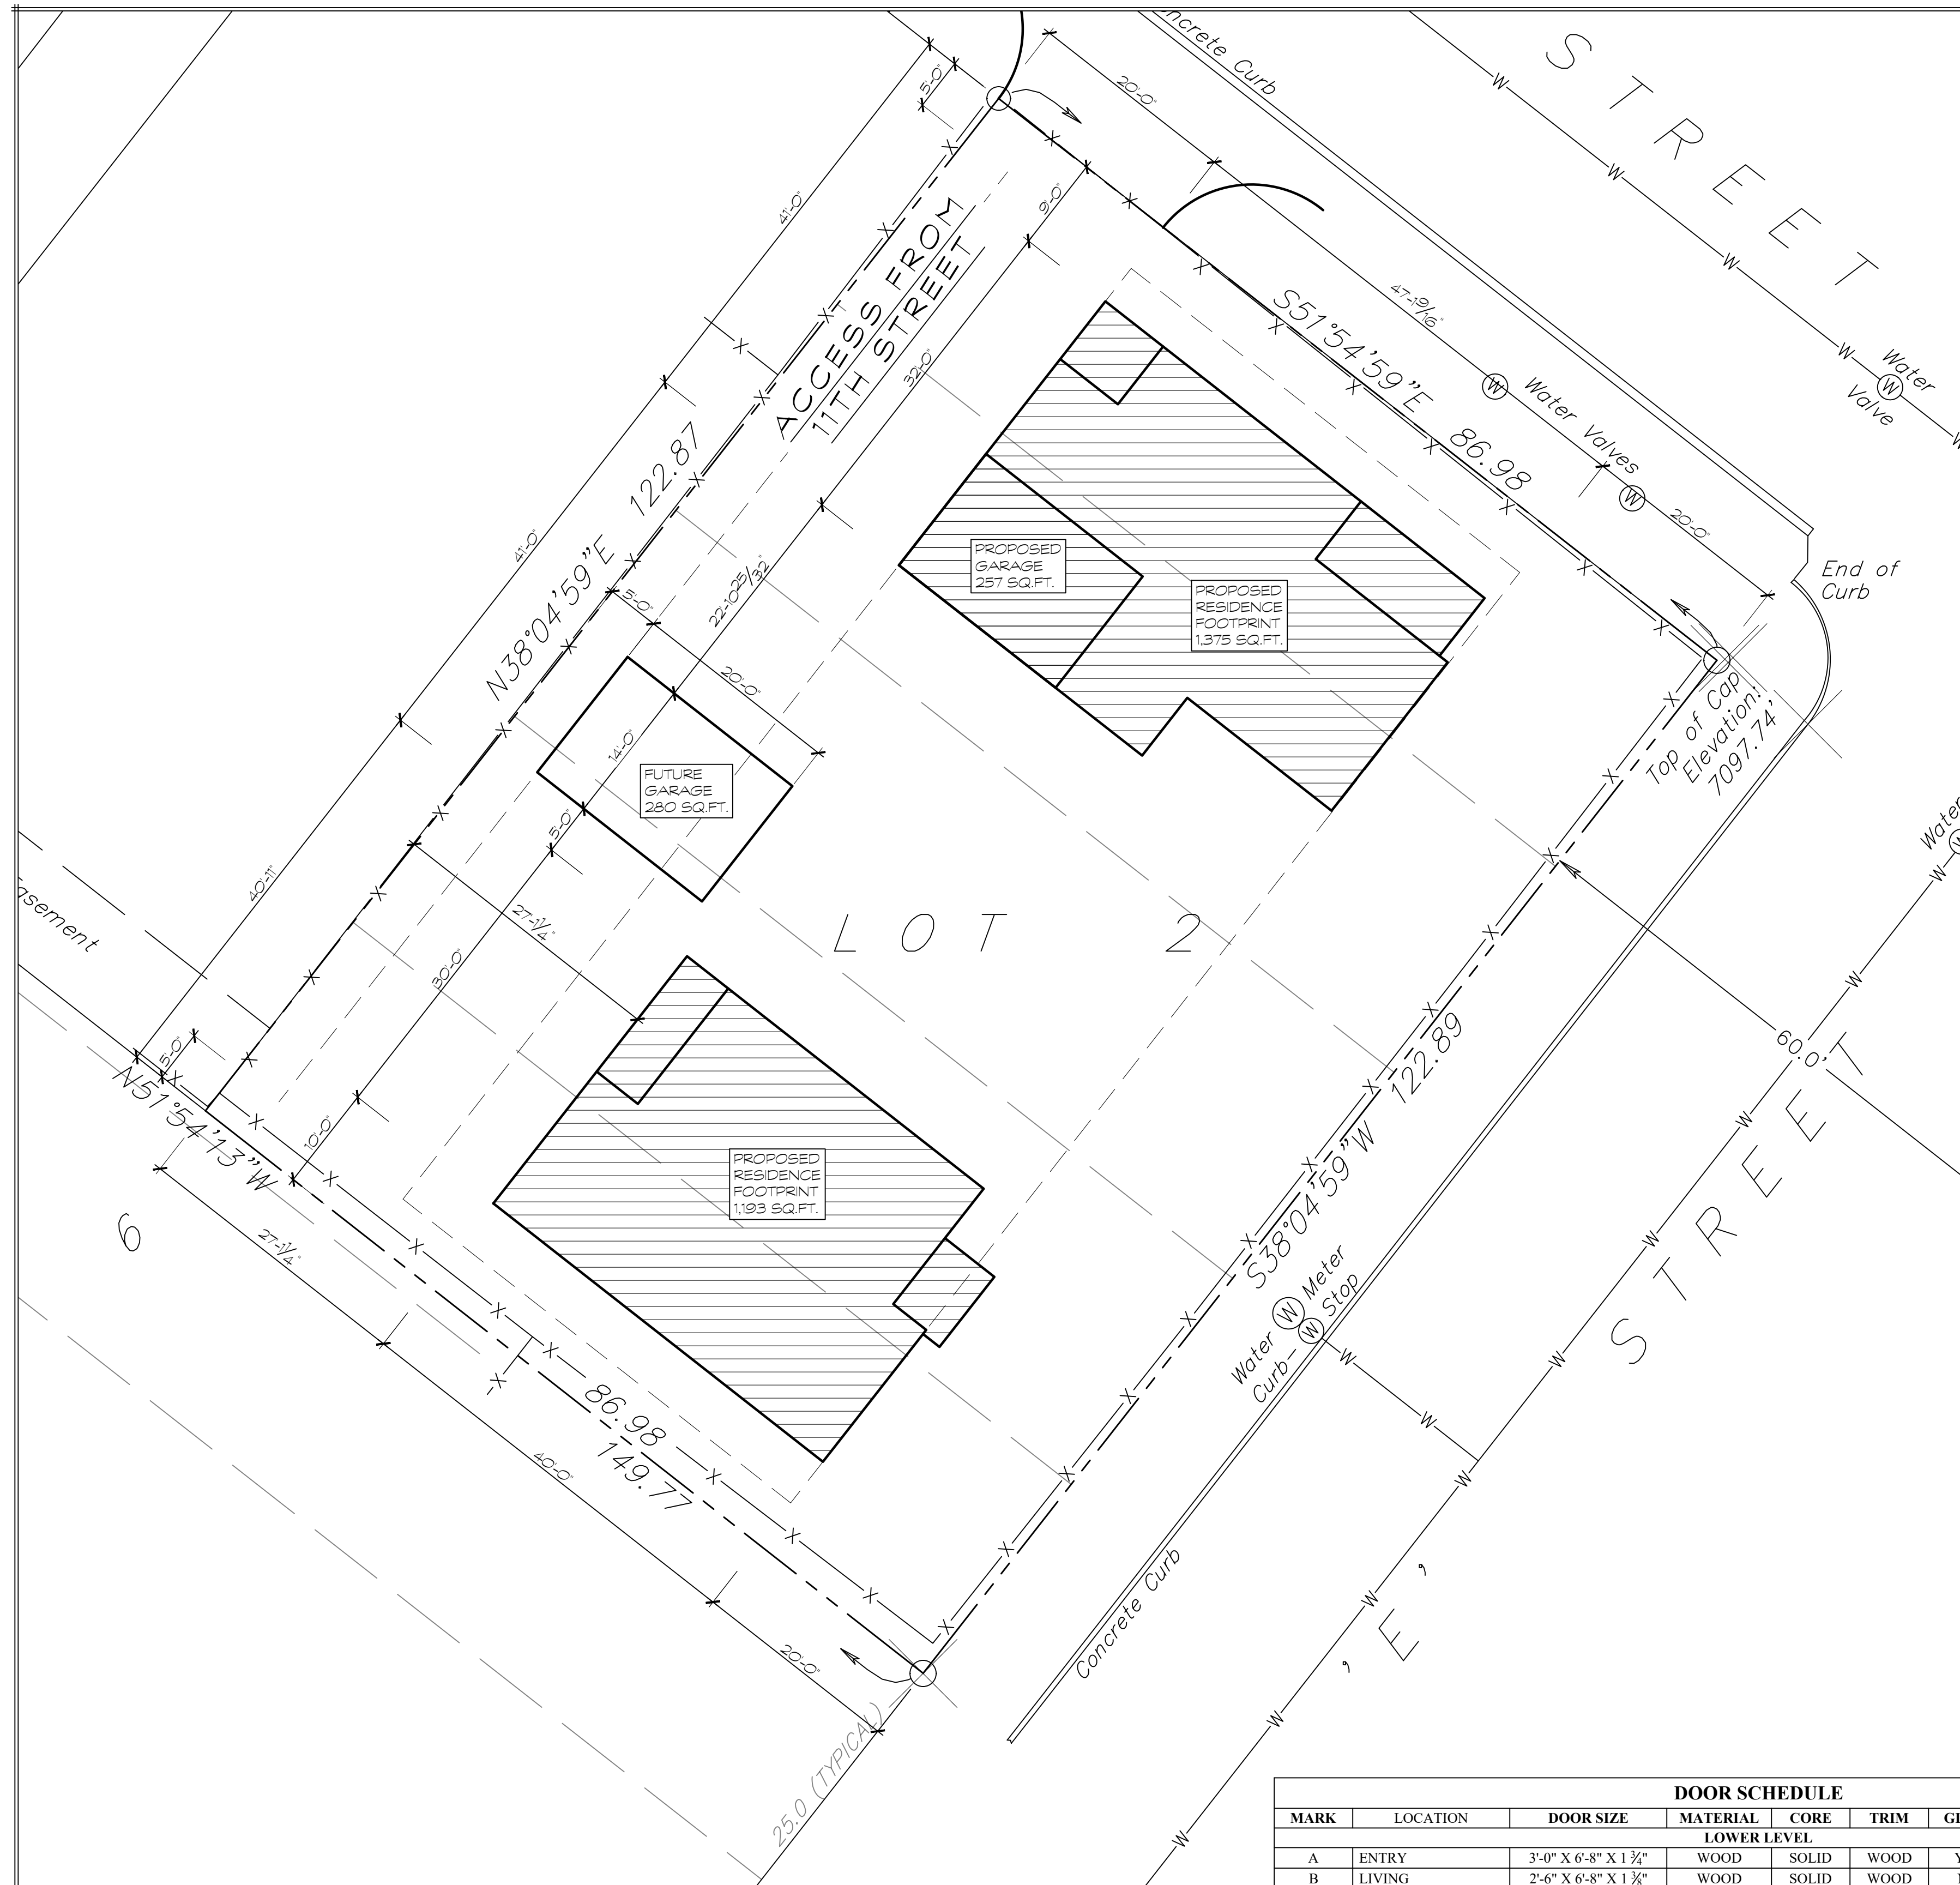 STREET
Concrete Curb
20'-0"
5'-0"
41'-0"
9'-0"
ACCESS FROM
11TH STREET
47'-1 9/16"
S51°54'59"E 86.98
Water Valves
W
W
Water
Valve
W
32'-0"
N38°04'59"E 122.87
41'-0"
5'-0"
22'-10 25/32"
20'-0"
20'-0"
End of
Curb
PROPOSED
GARAGE
257 SQ.FT.
PROPOSED
RESIDENCE
FOOTPRINT
1,375 SQ.FT.
Top of Cap
Elevation:
7097.74'
14'-0"
FUTURE
GARAGE
280 SQ.FT.
5'-0"
40'-11"
27'-1 1/4"
LOT 2
30'-0"
60.0'
5'-0"
10'-0"
N51°54'13"W
6
27'-1 1/4"
PROPOSED
RESIDENCE
FOOTPRINT
1,193 SQ.FT.
S38°04'59"W 122.89
Water W Meter
Curb W Stop
'E' STREET
86.98
149.77
40'-0"
20'-0"
Concrete Curb
25.0 (TYPICAL)
DOOR SCHEDULE
MARK LOCATION DOOR SIZE MATERIAL CORE TRIM
LOWER LEVEL
A ENTRY 3'-0" X 6'-8" X 1 3/4" WOOD SOLID WOOD
B LIVING 2'-6" X 6'-8" X 1 3/8" WOOD SOLID WOOD